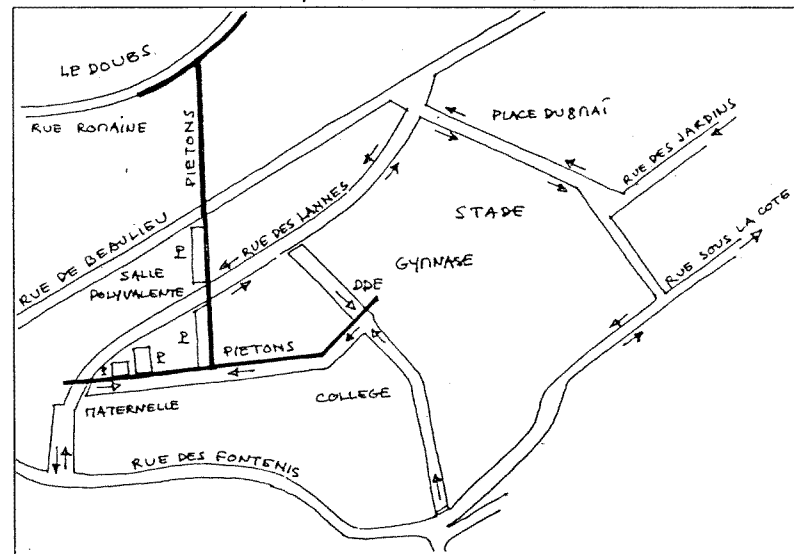 LE DOUBS
RUE ROMAINE
PIETONS
PLACE DU 8 MAÏ
RUE DES JARDINS
RUE DES LANNES
STADE
RUE DE BEAULIEU
P
SALLE
POLYVALENTE
GYMNASE
RUE SOUS LA COTE
DDE
P
PIETONS
P
MATERNELLE
COLLEGE
RUE DES FONTENIS